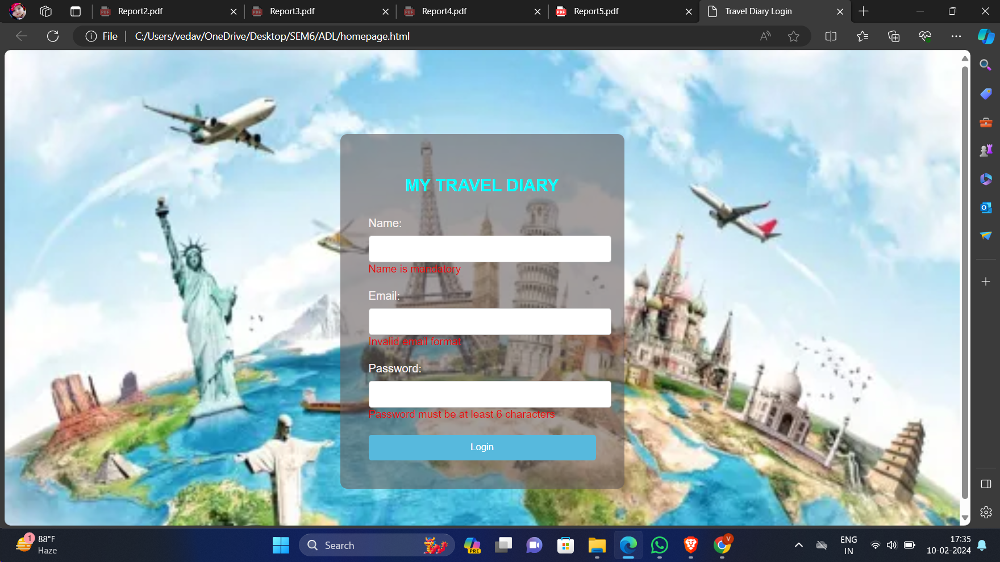 Report2.pdf
Report3.pdf
Report4.pdf
Report5.pdf
Travel Diary Login
File
C:/Users/vedav/OneDrive/Desktop/SEM6/ADL/homepage.html
MY TRAVEL DIARY
Name:
Name is mandatory
Email:
Invalid email format
Password:
Password must be at least 6 characters
Login
1
88°F
Haze
Search
PRE
V
ENG
IN
17:35
10-02-2024